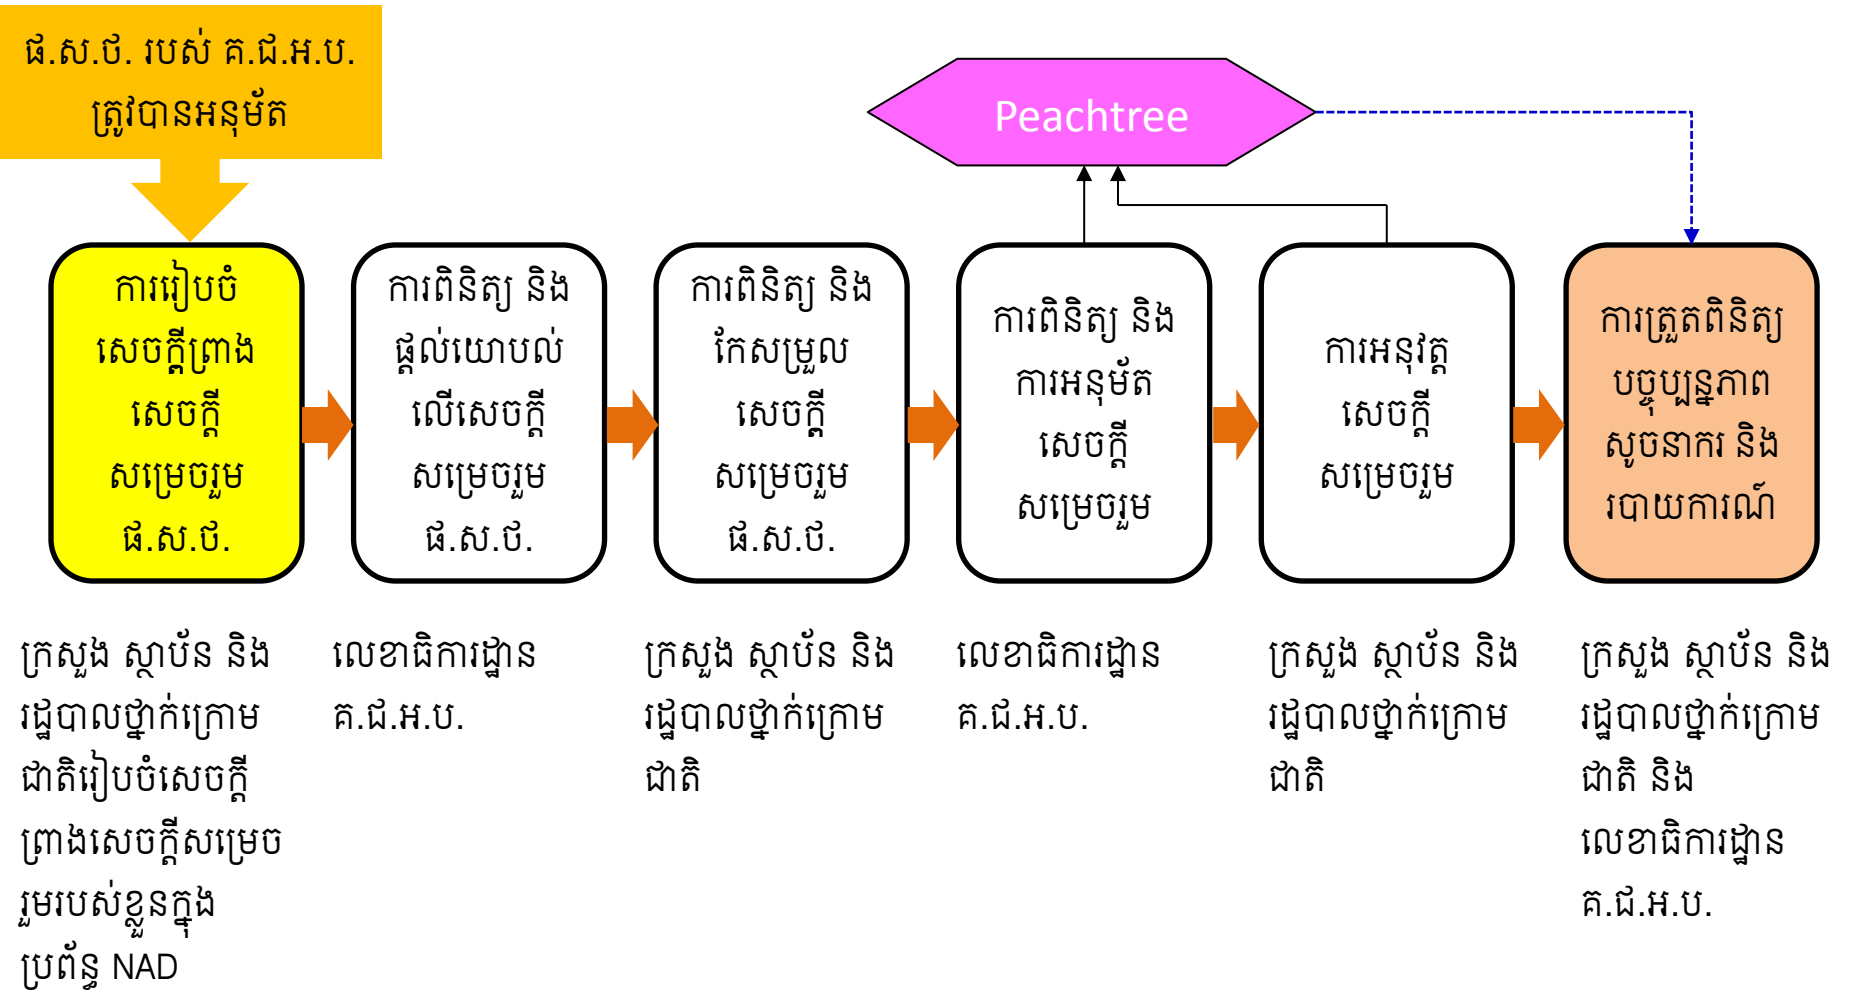 ផ.ស.ថ. របស់ គ.ជ.អ.ប.
ត្រូវបានអនុម័ត
Peachtree
ការរៀបចំ
សេចក្តីព្រាង
សេចក្តី
សម្រេចរួម
ផ.ស.ថ.
ការពិនិត្យ និង
ផ្តល់យោបល់
លើសេចក្តី
សម្រេចរួម
ផ.ស.ថ.
ការពិនិត្យ និង
កែសម្រួល
សេចក្តី
សម្រេចរួម
ផ.ស.ថ.
ការពិនិត្យ និង
ការអនុម័ត
សេចក្តី
សម្រេចរួម
ការអនុវត្ត
សេចក្តី
សម្រេចរួម
ការត្រួតពិនិត្យ
បច្ចុប្បន្នភាព
សូចនាករ និង
របាយការណ៍
ក្រសួង ស្ថាប័ន និង
រដ្ឋបាលថ្នាក់ក្រោម
ជាតិរៀបចំសេចក្តី
ព្រាងសេចក្តីសម្រេច
រួមរបស់ខ្លួនក្នុង
ប្រព័ន្ធ NAD
លេខាធិការដ្ឋាន
គ.ជ.អ.ប.
ក្រសួង ស្ថាប័ន និង
រដ្ឋបាលថ្នាក់ក្រោម
ជាតិ
លេខាធិការដ្ឋាន
គ.ជ.អ.ប.
ក្រសួង ស្ថាប័ន និង
រដ្ឋបាលថ្នាក់ក្រោម
ជាតិ
ក្រសួង ស្ថាប័ន និង
រដ្ឋបាលថ្នាក់ក្រោម
ជាតិ និង
លេខាធិការដ្ឋាន
គ.ជ.អ.ប.